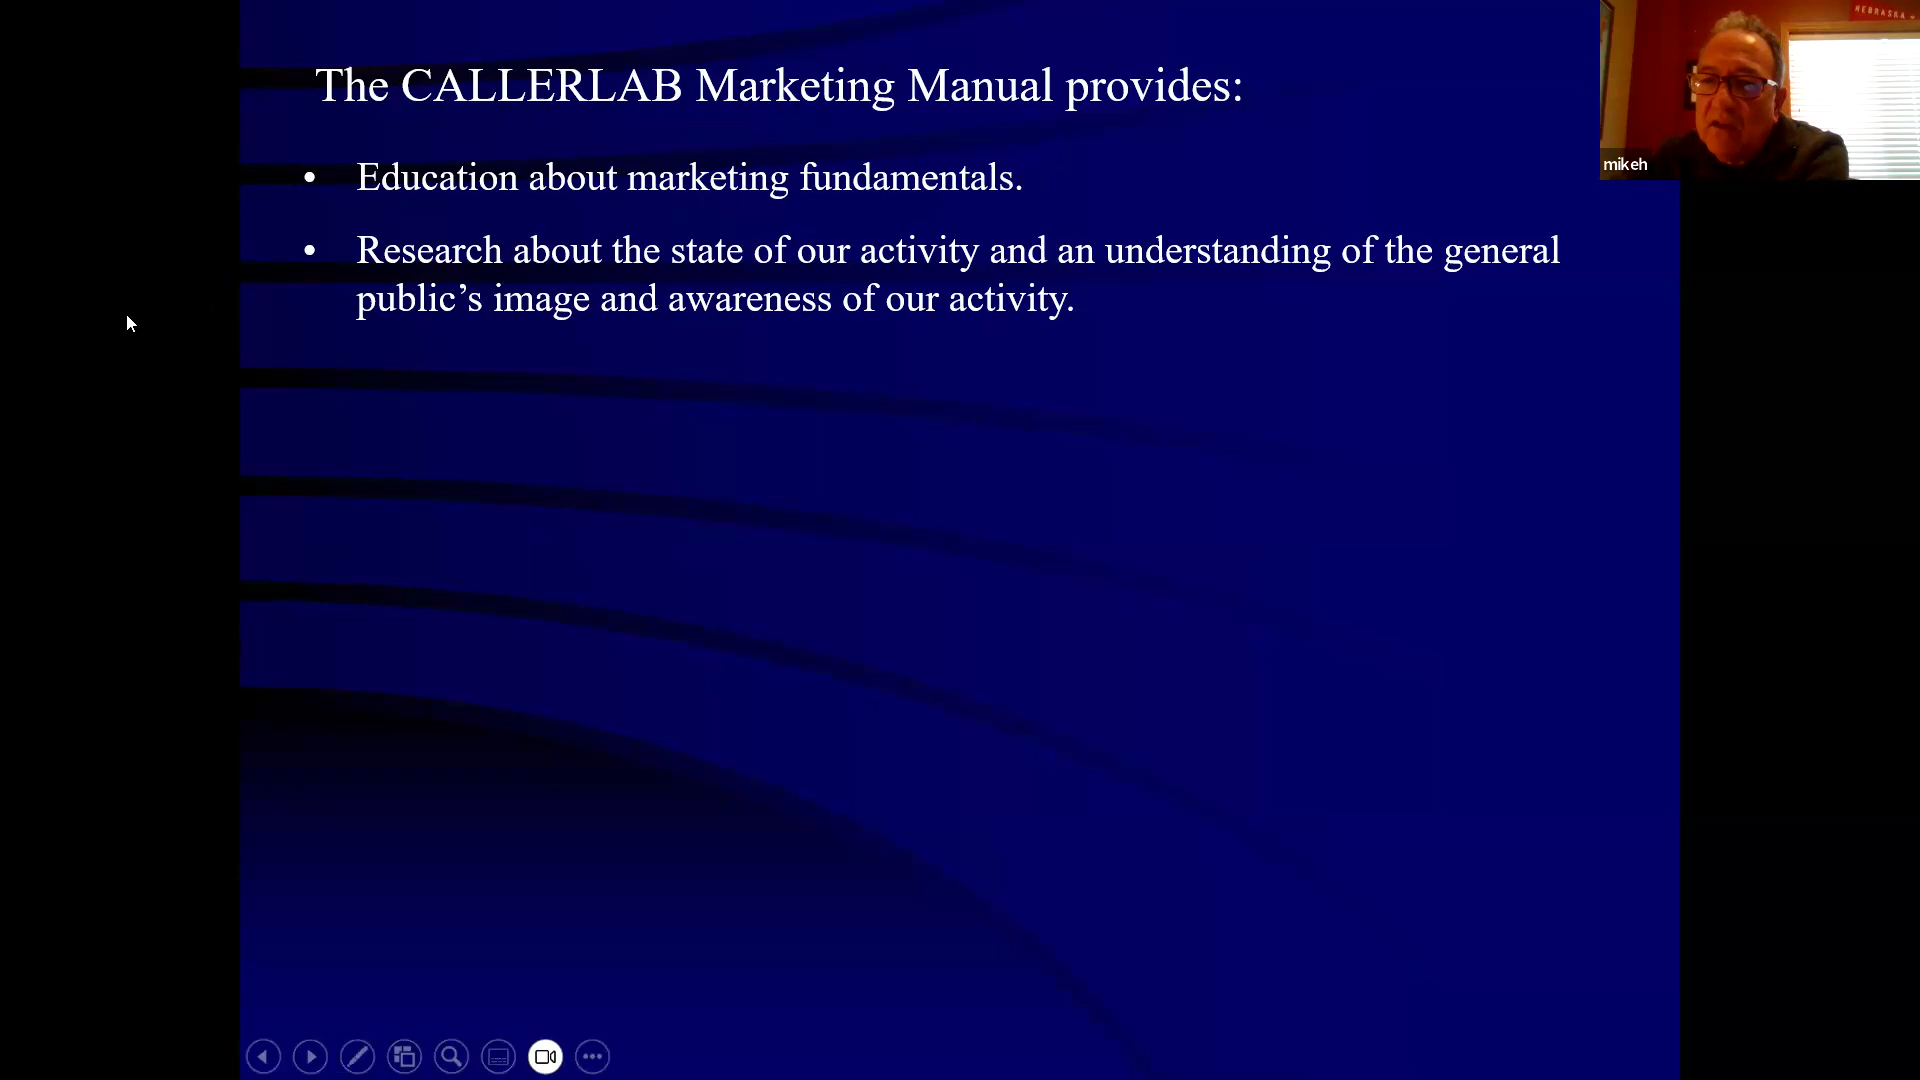 The CALLERLAB Marketing Manual provides:
• Education about marketing fundamentals.
• Research about the state of our activity and an understanding of the general
public’s image and awareness of our activity.
NEBRASKA
mikeh